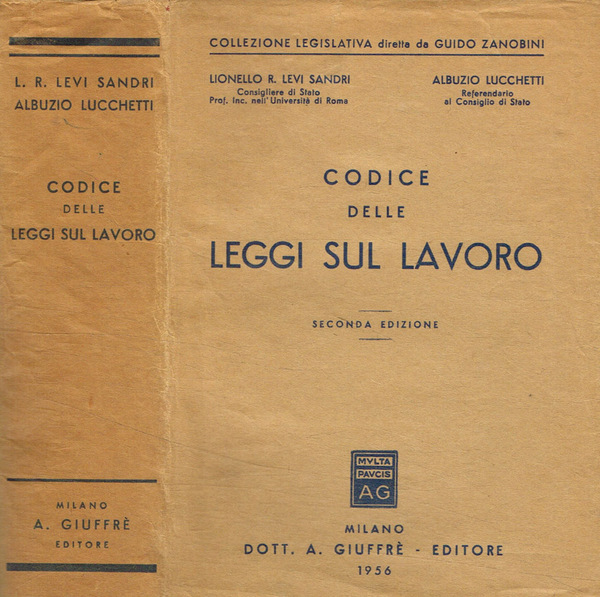 L. R. LEVI SANDRI
ALBUZIO LUCCHETTI
CODICE
DELLE
LEGGI SUL LAVORO
MILANO
A. GIUFFRÈ
EDITORE
COLLEZIONE LEGISLATIVA diretta da GUIDO ZANOBINI
LIONELLO R. LEVI SANDRI
Consigliere di Stato
Prof. Inc. nell'Università di Roma
ALBUZIO LUCCHETTI
Referendario
al Consiglio di Stato
CODICE
DELLE
LEGGI SUL LAVORO
SECONDA EDIZIONE
MVLTA
PAVCIS
AG
MILANO
DOTT. A. GIUFFRÈ - EDITORE
1956